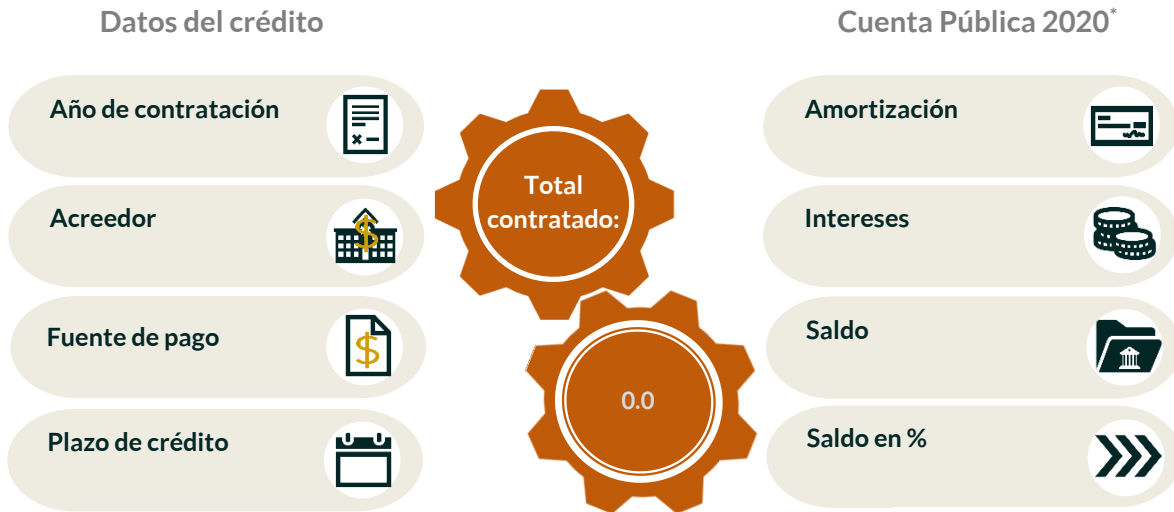 Datos del crédito
Año de contratación
Acreedor
Fuente de pago
Plazo de crédito
Total
contratado:
0.0
Cuenta Pública 2020*
Amortización
Intereses
Saldo
Saldo en %